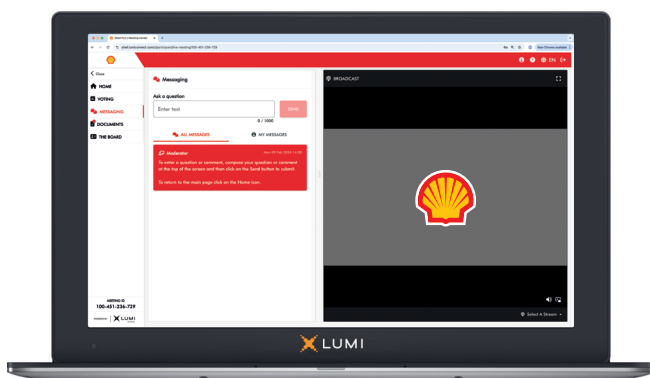 Close
HOME
VOTING
MESSAGING
DOCUMENTS
THE BOARD
MEETING ID
100-451-336-729
LUMI
Messaging
Ask a question
Enter text
SEND
0 / 1000
ALL MESSAGES
MY MESSAGES
Moderator
To enter a question or comment, compose your question or comment
at the top of the screen and then click on the Send button to submit.
To return to the main page click on the Home icon.
EN
BROADCAST
Select A Stream
LUMI